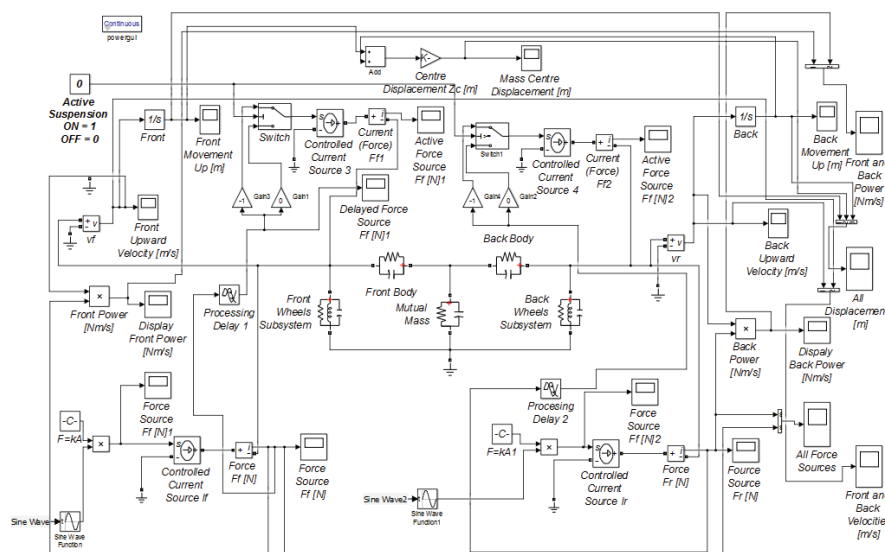 Continuous
powergui
0
Active
Suspension
ON = 1
OFF = 0
1/s
Front
Front
Movement
Up [m]
Add
K-
Centre
Displacement Zc [m]
Mass Centre
Displacement [m]
Switch
s
Controlled
Current
Source 3
+ i
-
Current
(Force)
Ff1
Active
Force
Source
Ff [N]1
Switch1
s
Controlled
Current
Source 4
+ i
-
Current
(Force)
Ff2
Active
Force
Source
Ff [N]2
1/s
Back
Back
Movement
Up [m]
Front an
Back
Power
[Nm/s]
-1
Gain3
0
Gain1
-1
Gain4
0
Gain2
Delayed Force
Source
Ff [N]1
+ v
-
vf
Front
Upward
Velocity
[m/s]
Back Body
+ v
-
vr
Back
Upward
Velocity [m/s]
All
Displacemen
[m]
×
Front Power
[Nm/s]
Display
Front Power
[Nm/s]
Processing
Delay 1
Front
Wheels
Subsystem
Front Body
Mutual
Mass
Back
Wheels
Subsystem
×
Back
Power
[Nm/s]
Dispaly
Back Power
[Nm/s]
Force
Source
Ff [N]1
-C-
F=kA
×
s
Controlled
Current
Source If
+ i
-
Force
Ff [N]
Force
Source
Ff [N]
Sine Wave
Sine Wave
Function
Procesing
Delay 2
Force
Source
Ff [N]2
-C-
F=kA1
×
s
Controlled
Current
Source Ir
+ i
-
Force
Fr [N]
Fource
Source
Fr [N]
Sine Wave2
Sine Wave
Function1
All Force
Sources
Front an
Back
Velocitie
[m/s]